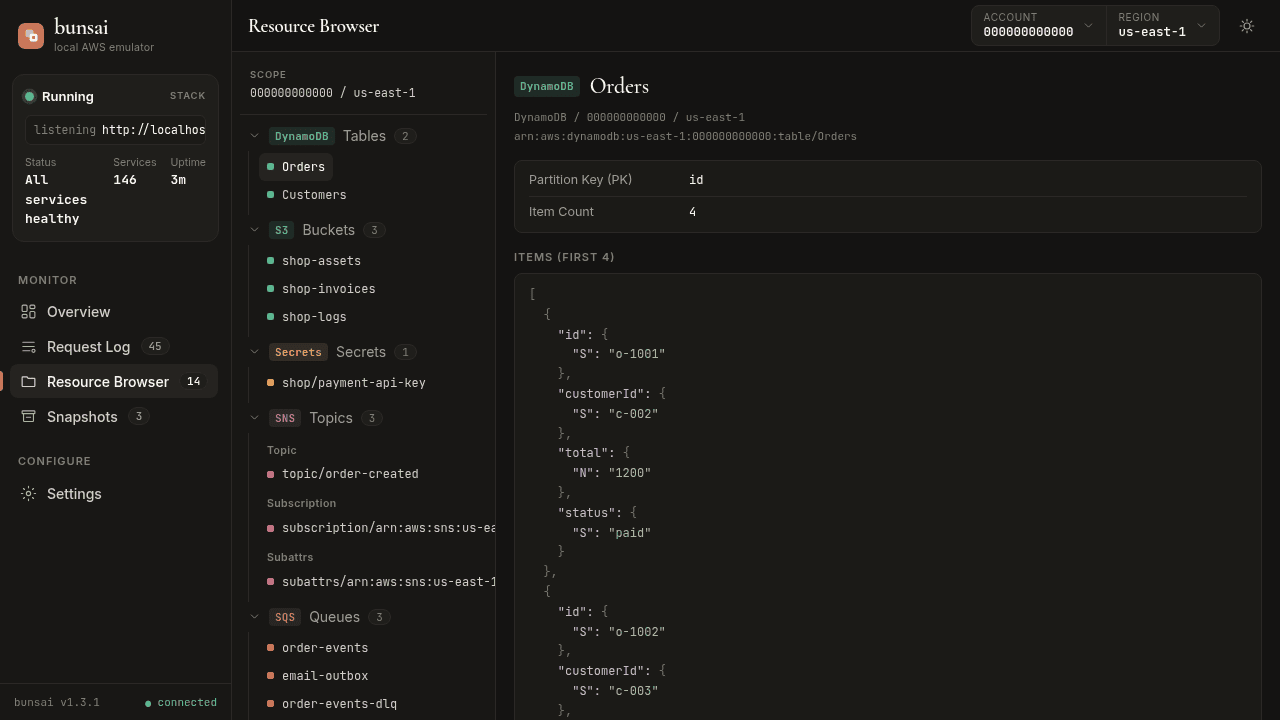 bunsai
local AWS emulator
Running
STACK
listening http://localhos
Status
Services
Uptime
All services healthy
146
3m
MONITOR
Overview
Request Log 45
Resource Browser 14
Snapshots 3
CONFIGURE
Settings
bunsai v1.3.1
connected
Resource Browser
ACCOUNT
000000000000
REGION
us-east-1
SCOPE
000000000000 / us-east-1
DynamoDB Tables 2
Orders
Customers
S3 Buckets 3
shop-assets
shop-invoices
shop-logs
Secrets Secrets 1
shop/payment-api-key
SNS Topics 3
Topic
topic/order-created
Subscription
subscription/arn:aws:sns:us-ea
Subattrs
subattrs/arn:aws:sns:us-east-1
SQS Queues 3
order-events
email-outbox
order-events-dlq
DynamoDB Orders
DynamoDB / 000000000000 / us-east-1
arn:aws:dynamodb:us-east-1:000000000000:table/Orders
Partition Key (PK) id
Item Count 4
ITEMS (FIRST 4)
[
{
"id": {
"S": "o-1001"
},
"customerId": {
"S": "c-002"
},
"total": {
"N": "1200"
},
"status": {
"S": "paid"
}
},
{
"id": {
"S": "o-1002"
},
"customerId": {
"S": "c-003"
},